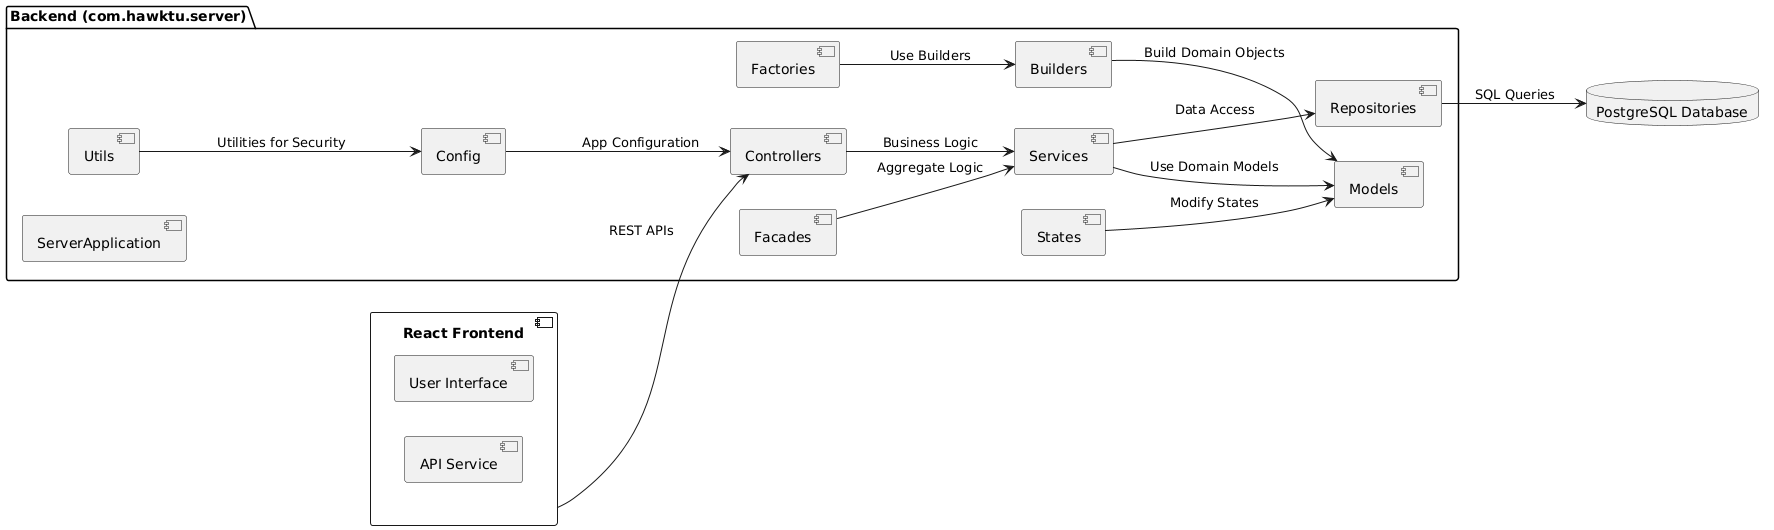 Backend (com.hawktu.server)
Factories
Use Builders
Builders
Build Domain Objects
Repositories
SQL Queries
PostgreSQL Database
Data Access
Utils
Utilities for Security
Config
App Configuration
Controllers
Business Logic
Services
Aggregate Logic
Use Domain Models
Models
Modify States
ServerApplication
REST APIs
Facades
States
React Frontend
User Interface
API Service